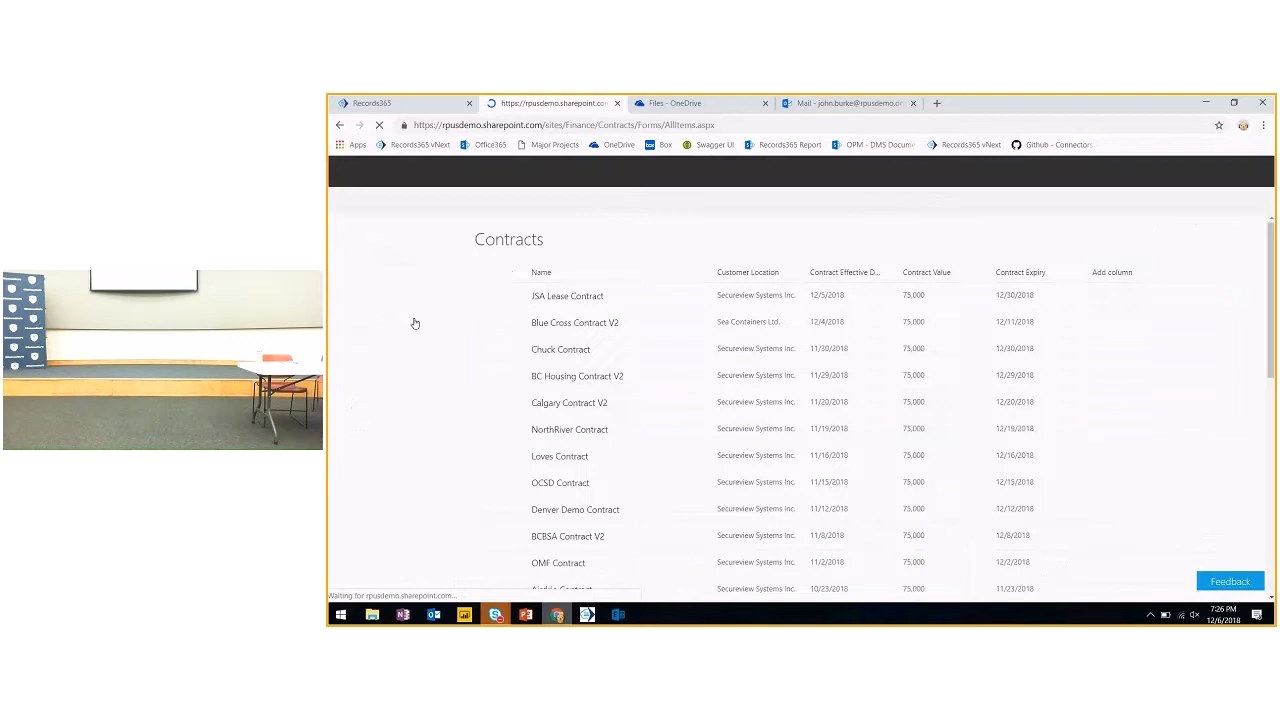 Records365
https://rpusdemo.sharepoint.com
Files - OneDrive
Mail - john.burke@rpusdemo.on
https://rpusdemo.sharepoint.com/sites/Finance/Contracts/Forms/AllItems.aspx
Apps Records365 vNext Office365 Major Projects OneDrive box Box Swagger UI Records365 Report OPM - DMS Docum Records365 vNext Github - Connectors
Contracts
Name Customer Location Contract Effective D... Contract Value Contract Expiry Add column
JSA Lease Contract Secureview Systems Inc. 12/5/2018 75,000 12/30/2018
Blue Cross Contract V2 Sea Containers Ltd. 12/4/2018 75,000 12/11/2018
Chuck Contract Secureview Systems Inc. 11/30/2018 75,000 12/30/2018
BC Housing Contract V2 Secureview Systems Inc. 11/29/2018 75,000 12/29/2018
Calgary Contract V2 Secureview Systems Inc. 11/20/2018 75,000 12/20/2018
NorthRiver Contract Secureview Systems Inc. 11/19/2018 75,000 12/19/2018
Loves Contract Secureview Systems Inc. 11/16/2018 75,000 12/16/2018
OCSD Contract Secureview Systems Inc. 11/15/2018 75,000 12/15/2018
Denver Demo Contract Secureview Systems Inc. 11/12/2018 75,000 12/12/2018
BCBSA Contract V2 Secureview Systems Inc. 11/8/2018 75,000 12/8/2018
OMF Contract Secureview Systems Inc. 11/2/2018 75,000 12/2/2018
Secureview Systems Inc. 10/23/2018 75,000 11/23/2018
Feedback
Waiting for rpusdemo.sharepoint.com...
7:26 PM
12/6/2018